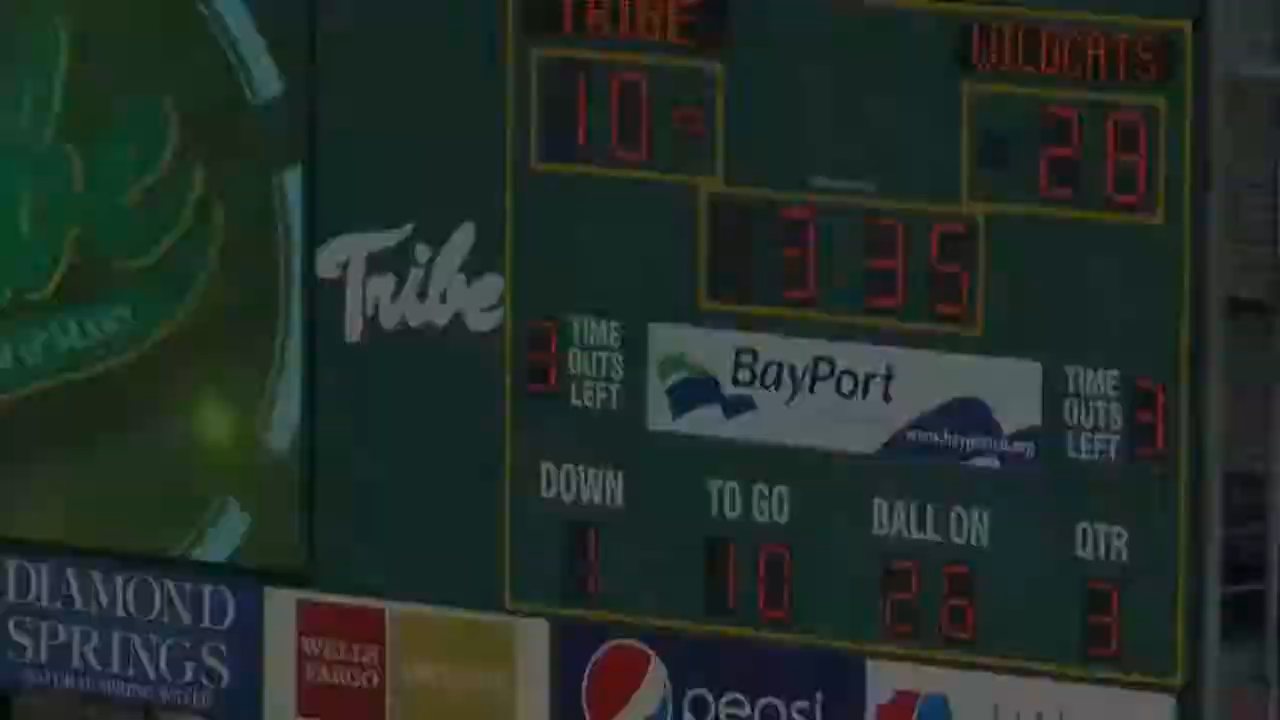 TRIBE
WILDCATS
10
28
3 35
Tribe
3 TIME OUTS LEFT
BayPort
TIME OUTS LEFT 3
DOWN
TO GO
BALL ON
QTR
1
10
26
3
DIAMOND
SPRINGS
WELLS
FARGO
pepsi